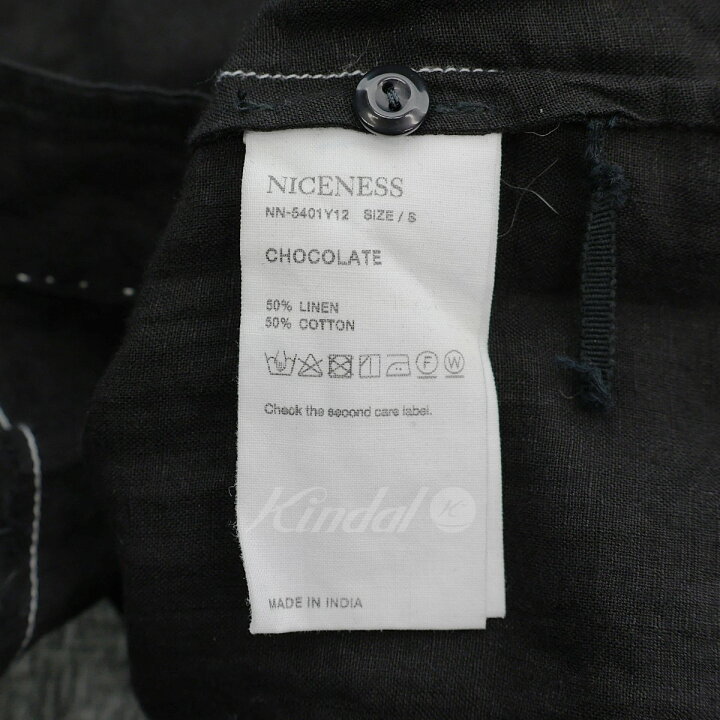 NICENESS
NN-5401Y12 SIZE / S
CHOCOLATE
50% LINEN
50% COTTON
F W
Check the second care label.
Kindal K
MADE IN INDIA